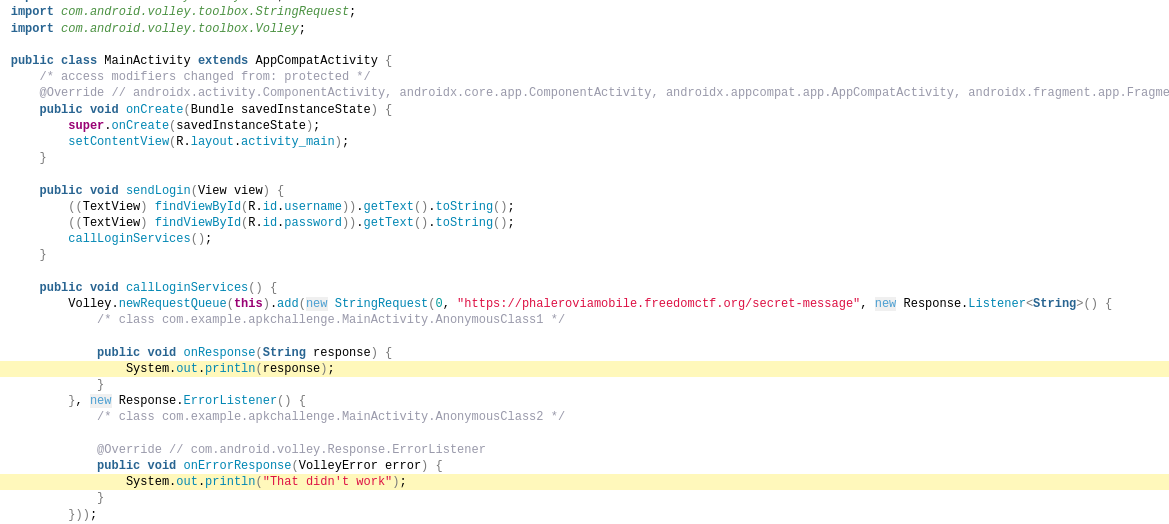 import com.android.volley.toolbox.StringRequest;
import com.android.volley.toolbox.Volley;
public class MainActivity extends AppCompatActivity {
/* access modifiers changed from: protected */
@Override // androidx.activity.ComponentActivity, androidx.core.app.ComponentActivity, androidx.appcompat.app.AppCompatActivity, androidx.fragment.app.Fragme
public void onCreate(Bundle savedInstanceState) {
super.onCreate(savedInstanceState);
setContentView(R.layout.activity_main);
}
public void sendLogin(View view) {
((TextView) findViewById(R.id.username)).getText().toString();
((TextView) findViewById(R.id.password)).getText().toString();
callLoginServices();
}
public void callLoginServices() {
Volley.newRequestQueue(this).add(new StringRequest(0, "https://phaleroviamobile.freedomctf.org/secret-message", new Response.Listener<String>() {
/* class com.example.apkchallenge.MainActivity.AnonymousClass1 */
public void onResponse(String response) {
System.out.println(response);
}
}, new Response.ErrorListener() {
/* class com.example.apkchallenge.MainActivity.AnonymousClass2 */
@Override // com.android.volley.Response.ErrorListener
public void onErrorResponse(VolleyError error) {
System.out.println("That didn't work");
}
}));